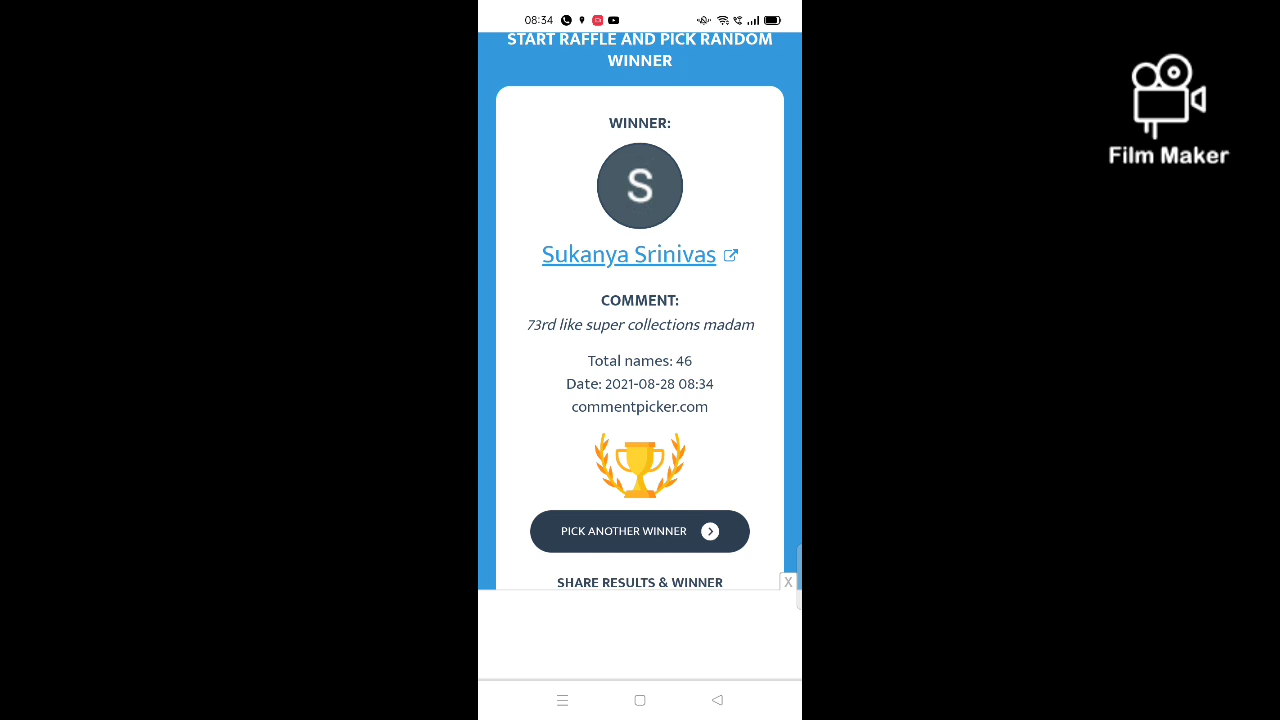 08:34
START RAFFLE AND PICK RANDOM
WINNER
WINNER:
S
Sukanya Srinivas
COMMENT:
73rd like super collections madam
Total names: 46
Date: 2021-08-28 08:34
commentpicker.com
PICK ANOTHER WINNER
SHARE RESULTS & WINNER
X
Film Maker